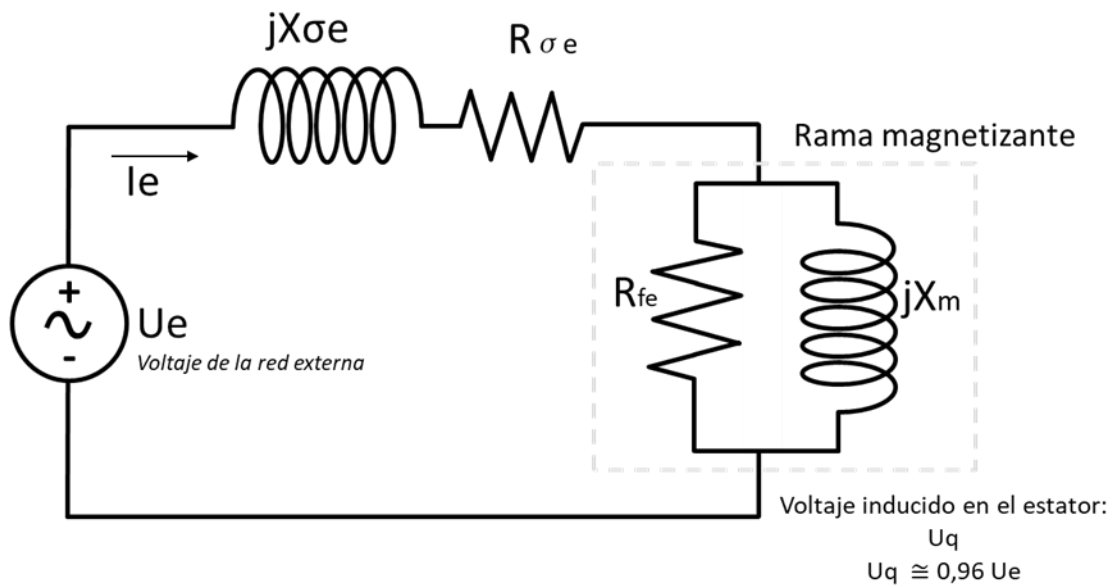 jXσe
R σ e
Rama magnetizante
Ie
+
Ue
-
Voltaje de la red externa
Rfe
jXm
Voltaje inducido en el estator:
Uq
Uq ≅ 0,96 Ue